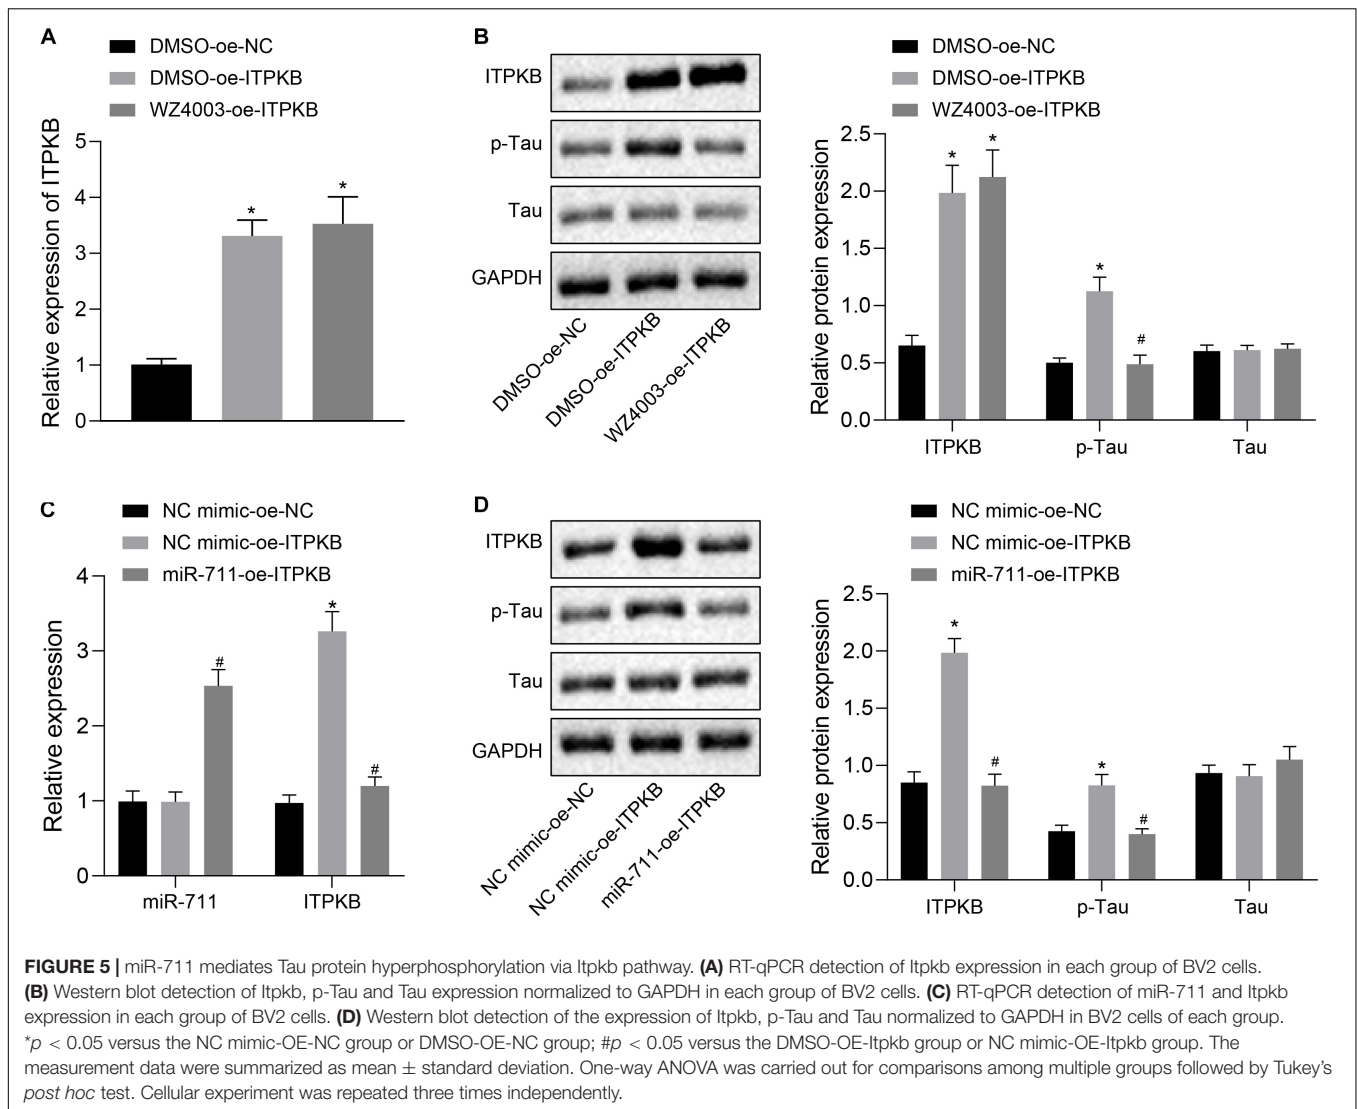 A
DMSO-oe-NC
DMSO-oe-ITPKB
WZ4003-oe-ITPKB
Relative expression of ITPKB
5
4
3
2
1
0
*
*
B
ITPKB
p-Tau
Tau
GAPDH
DMSO-oe-NC
DMSO-oe-ITPKB
WZ4003-oe-ITPKB
DMSO-oe-NC
DMSO-oe-ITPKB
WZ4003-oe-ITPKB
Relative protein expression
2.5
2.0
1.5
1.0
0.5
0.0
*
*
*
#
ITPKB
p-Tau
Tau
C
NC mimic-oe-NC
NC mimic-oe-ITPKB
miR-711-oe-ITPKB
Relative expression
4
3
2
1
0
#
*
#
miR-711
ITPKB
D
ITPKB
p-Tau
Tau
GAPDH
NC mimic-oe-NC
NC mimic-oe-ITPKB
miR-711-oe-ITPKB
NC mimic-oe-NC
NC mimic-oe-ITPKB
miR-711-oe-ITPKB
Relative protein expression
2.5
2.0
1.5
1.0
0.5
0.0
*
#
*
#
ITPKB
p-Tau
Tau
FIGURE 5 | miR-711 mediates Tau protein hyperphosphorylation via Itpkb pathway. (A) RT-qPCR detection of Itpkb expression in each group of BV2 cells.
(B) Western blot detection of Itpkb, p-Tau and Tau expression normalized to GAPDH in each group of BV2 cells. (C) RT-qPCR detection of miR-711 and Itpkb
expression in each group of BV2 cells. (D) Western blot detection of the expression of Itpkb, p-Tau and Tau normalized to GAPDH in BV2 cells of each group.
*p < 0.05 versus the NC mimic-OE-NC group or DMSO-OE-NC group; #p < 0.05 versus the DMSO-OE-Itpkb group or NC mimic-OE-Itpkb group. The
measurement data were summarized as mean ± standard deviation. One-way ANOVA was carried out for comparisons among multiple groups followed by Tukey's
post hoc test. Cellular experiment was repeated three times independently.